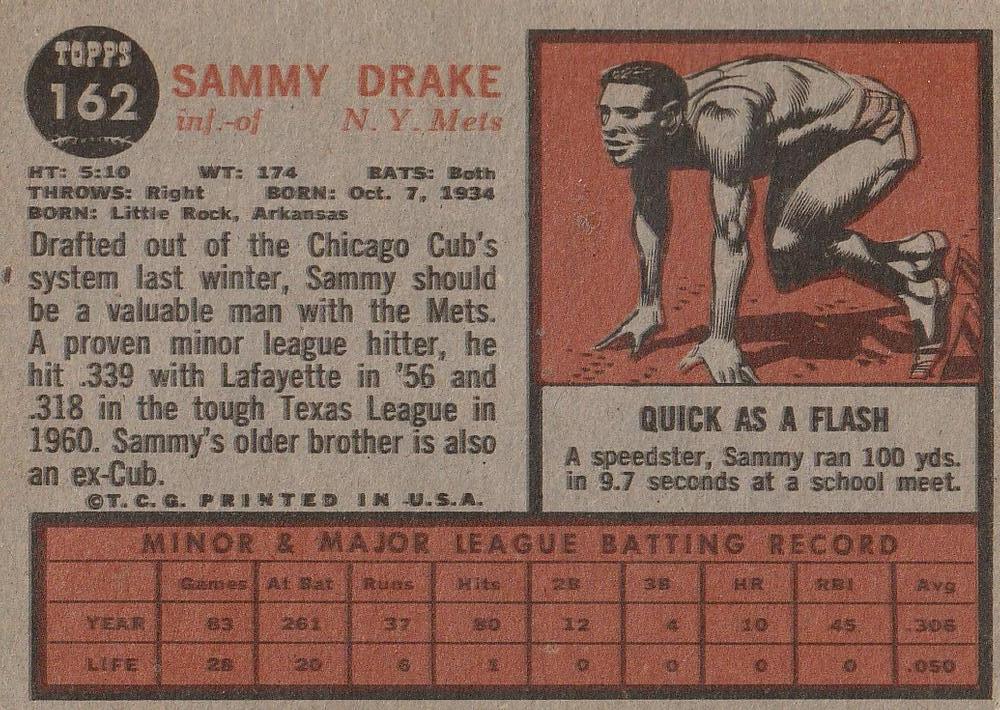 TOPPS
162
SAMMY DRAKE
inf.-of N. Y. Mets
HT: 5:10 WT: 174 BATS: Both
THROWS: Right BORN: Oct. 7, 1934
BORN: Little Rock, Arkansas
Drafted out of the Chicago Cub's
system last winter, Sammy should
be a valuable man with the Mets.
A proven minor league hitter, he
hit .339 with Lafayette in '56 and
.318 in the tough Texas League in
1960. Sammy's older brother is also
an ex-Cub.
©T. C. G. PRINTED IN U.S.A.
QUICK AS A FLASH
A speedster, Sammy ran 100 yds.
in 9.7 seconds at a school meet.
MINOR & MAJOR LEAGUE BATTING RECORD
Games At Bat Runs Hits 2B 3B HR RBI Avg
YEAR 83 261 37 80 12 4 10 45 .306
LIFE 28 20 6 1 0 0 0 0 .050